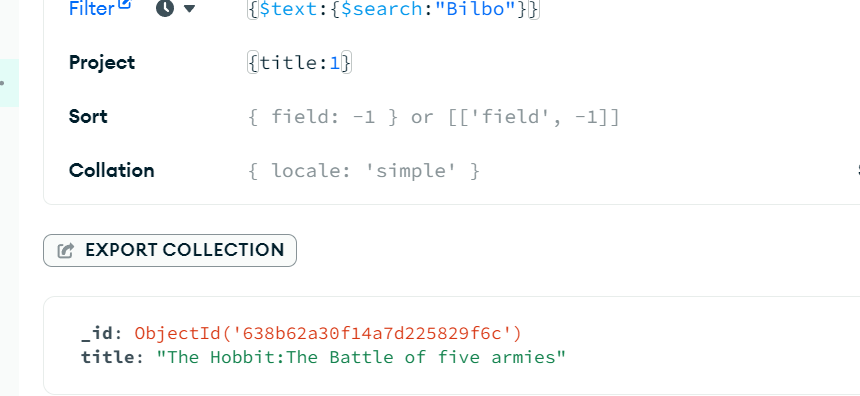 Filter {$text:{$search:"Bilbo"}}
Project {title:1}
Sort { field: -1 } or [['field', -1]]
Collation { locale: 'simple' }
EXPORT COLLECTION
_id: ObjectId('638b62a30f14a7d225829f6c')
title: "The Hobbit:The Battle of five armies"